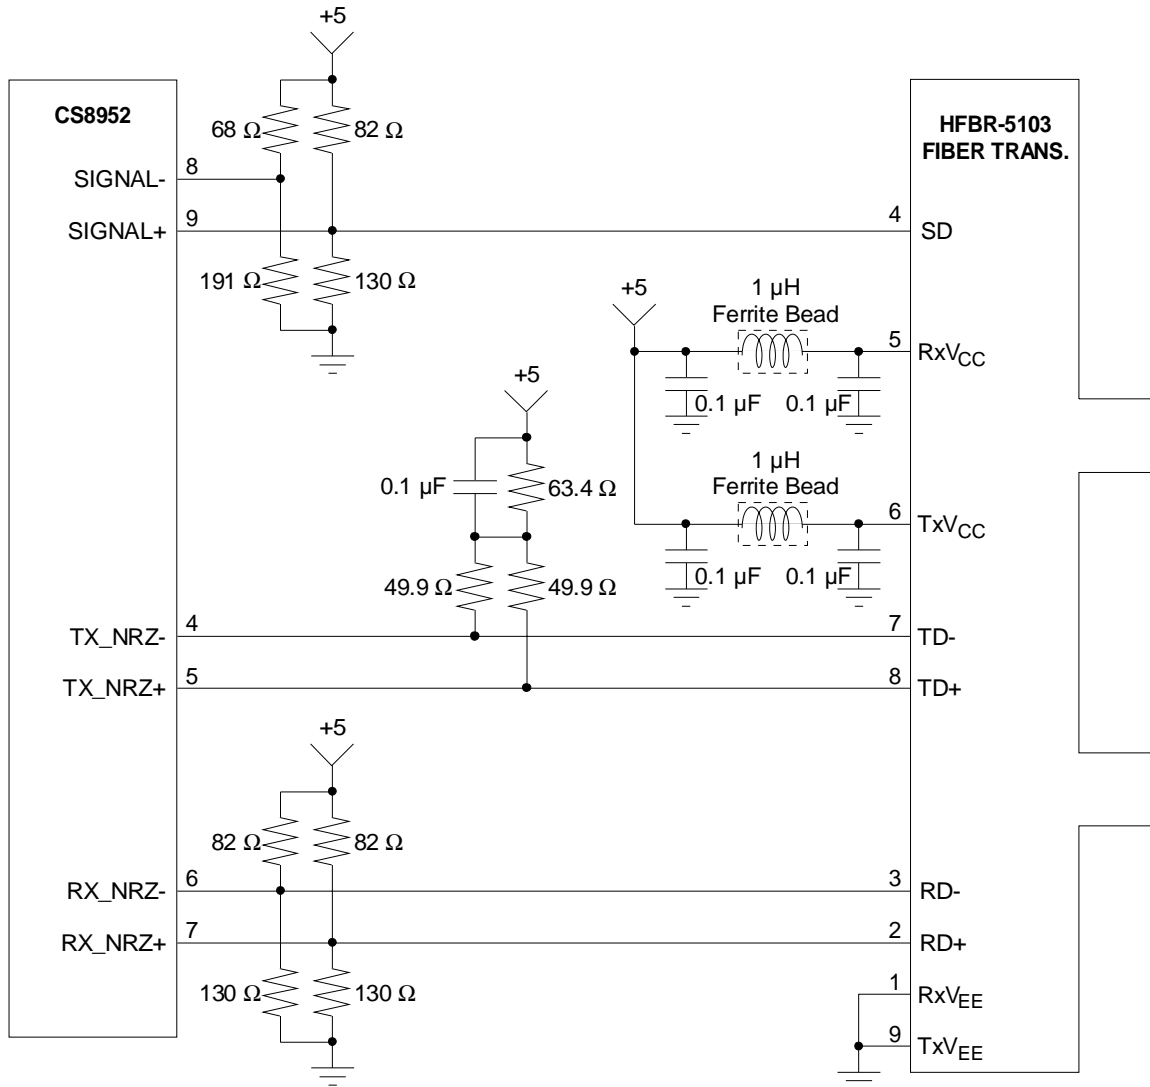 +5
CS8952
68 Ω
82 Ω
HFBR-5103
FIBER TRANS.
SIGNAL-
8
SIGNAL+
9
4
SD
191 Ω
130 Ω
+5
1 µH
Ferrite Bead
5
RxVCC
0.1 µF
0.1 µF
+5
1 µH
Ferrite Bead
0.1 µF
63.4 Ω
6
TxVCC
0.1 µF
0.1 µF
49.9 Ω
49.9 Ω
TX_NRZ-
4
7
TD-
TX_NRZ+
5
8
TD+
+5
82 Ω
82 Ω
RX_NRZ-
6
3
RD-
RX_NRZ+
7
2
RD+
130 Ω
130 Ω
1
RxVEE
9
TxVEE